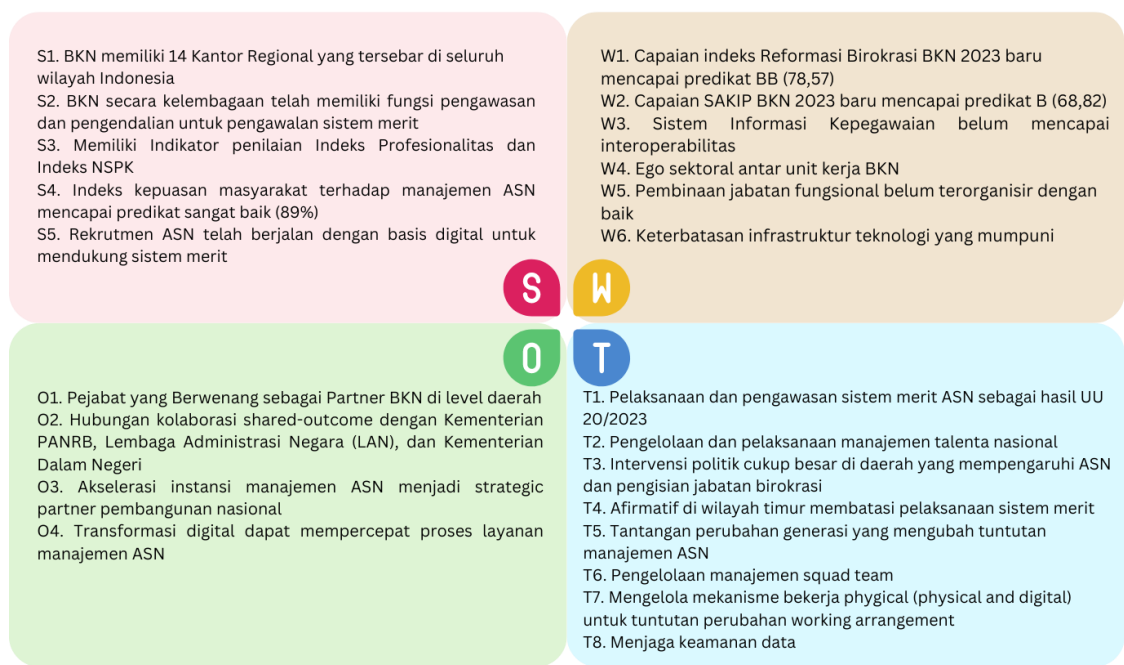 S1. BKN memiliki 14 Kantor Regional yang tersebar di seluruh
wilayah Indonesia
S2. BKN secara kelembagaan telah memiliki fungsi pengawasan
dan pengendalian untuk pengawalan sistem merit
S3. Memiliki Indikator penilaian Indeks Profesionalitas dan
Indeks NSPK
S4. Indeks kepuasan masyarakat terhadap manajemen ASN
mencapai predikat sangat baik (89%)
S5. Rekrutmen ASN telah berjalan dengan basis digital untuk
mendukung sistem merit
W1. Capaian indeks Reformasi Birokrasi BKN 2023 baru
mencapai predikat BB (78,57)
W2. Capaian SAKIP BKN 2023 baru mencapai predikat B (68,82)
W3. Sistem Informasi Kepegawaian belum mencapai
interoperabilitas
W4. Ego sektoral antar unit kerja BKN
W5. Pembinaan jabatan fungsional belum terorganisir dengan
baik
W6. Keterbatasan infrastruktur teknologi yang mumpuni
S
W
O
T
O1. Pejabat yang Berwenang sebagai Partner BKN di level daerah
O2. Hubungan kolaborasi shared-outcome dengan Kementerian
PANRB, Lembaga Administrasi Negara (LAN), dan Kementerian
Dalam Negeri
O3. Akselerasi instansi manajemen ASN menjadi strategic
partner pembangunan nasional
O4. Transformasi digital dapat mempercepat proses layanan
manajemen ASN
T1. Pelaksanaan dan pengawasan sistem merit ASN sebagai hasil UU
20/2023
T2. Pengelolaan dan pelaksanaan manajemen talenta nasional
T3. Intervensi politik cukup besar di daerah yang mempengaruhi ASN
dan pengisian jabatan birokrasi
T4. Afirmatif di wilayah timur membatasi pelaksanaan sistem merit
T5. Tantangan perubahan generasi yang mengubah tuntutan
manajemen ASN
T6. Pengelolaan manajemen squad team
T7. Mengelola mekanisme bekerja phygical (physical and digital)
untuk tuntutan perubahan working arrangement
T8. Menjaga keamanan data